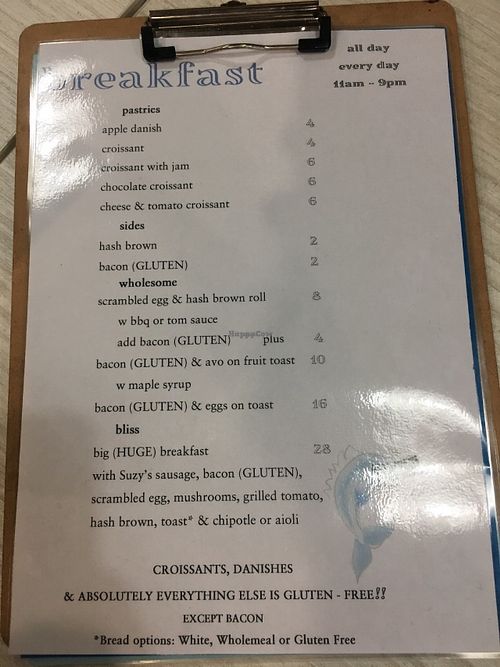 breakfast
all day
every day
11am - 9pm
pastries
apple danish 4
croissant 4
croissant with jam 6
chocolate croissant 6
cheese & tomato croissant 6
sides
hash brown 2
bacon (GLUTEN) 2
wholesome
scrambled egg & hash brown roll 8
w bbq or tom sauce
add bacon (GLUTEN) plus 4
bacon (GLUTEN) & avo on fruit toast 10
w maple syrup
bacon (GLUTEN) & eggs on toast 16
bliss
big (HUGE) breakfast 28
with Suzy's sausage, bacon (GLUTEN),
scrambled egg, mushrooms, grilled tomato,
hash brown, toast* & chipotle or aioli
CROISSANTS, DANISHES
& ABSOLUTELY EVERYTHING ELSE IS GLUTEN - FREE!!
EXCEPT BACON
*Bread options: White, Wholemeal or Gluten Free
HappyCow